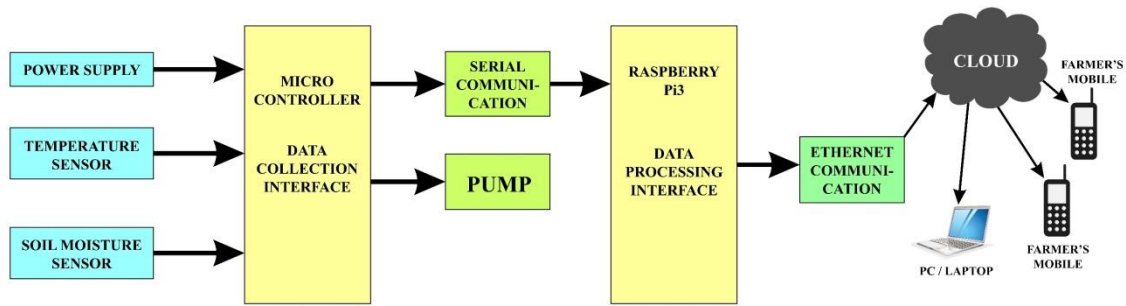 POWER SUPPLY
TEMPERATURE
SENSOR
SOIL MOISTURE
SENSOR
MICRO
CONTROLLER
DATA
COLLECTION
INTERFACE
SERIAL
COMMUNI-
CATION
PUMP
RASPBERRY
Pi3
DATA
PROCESSING
INTERFACE
ETHERNET
COMMUNI-
CATION
CLOUD
FARMER'S
MOBILE
FARMER'S
MOBILE
PC / LAPTOP